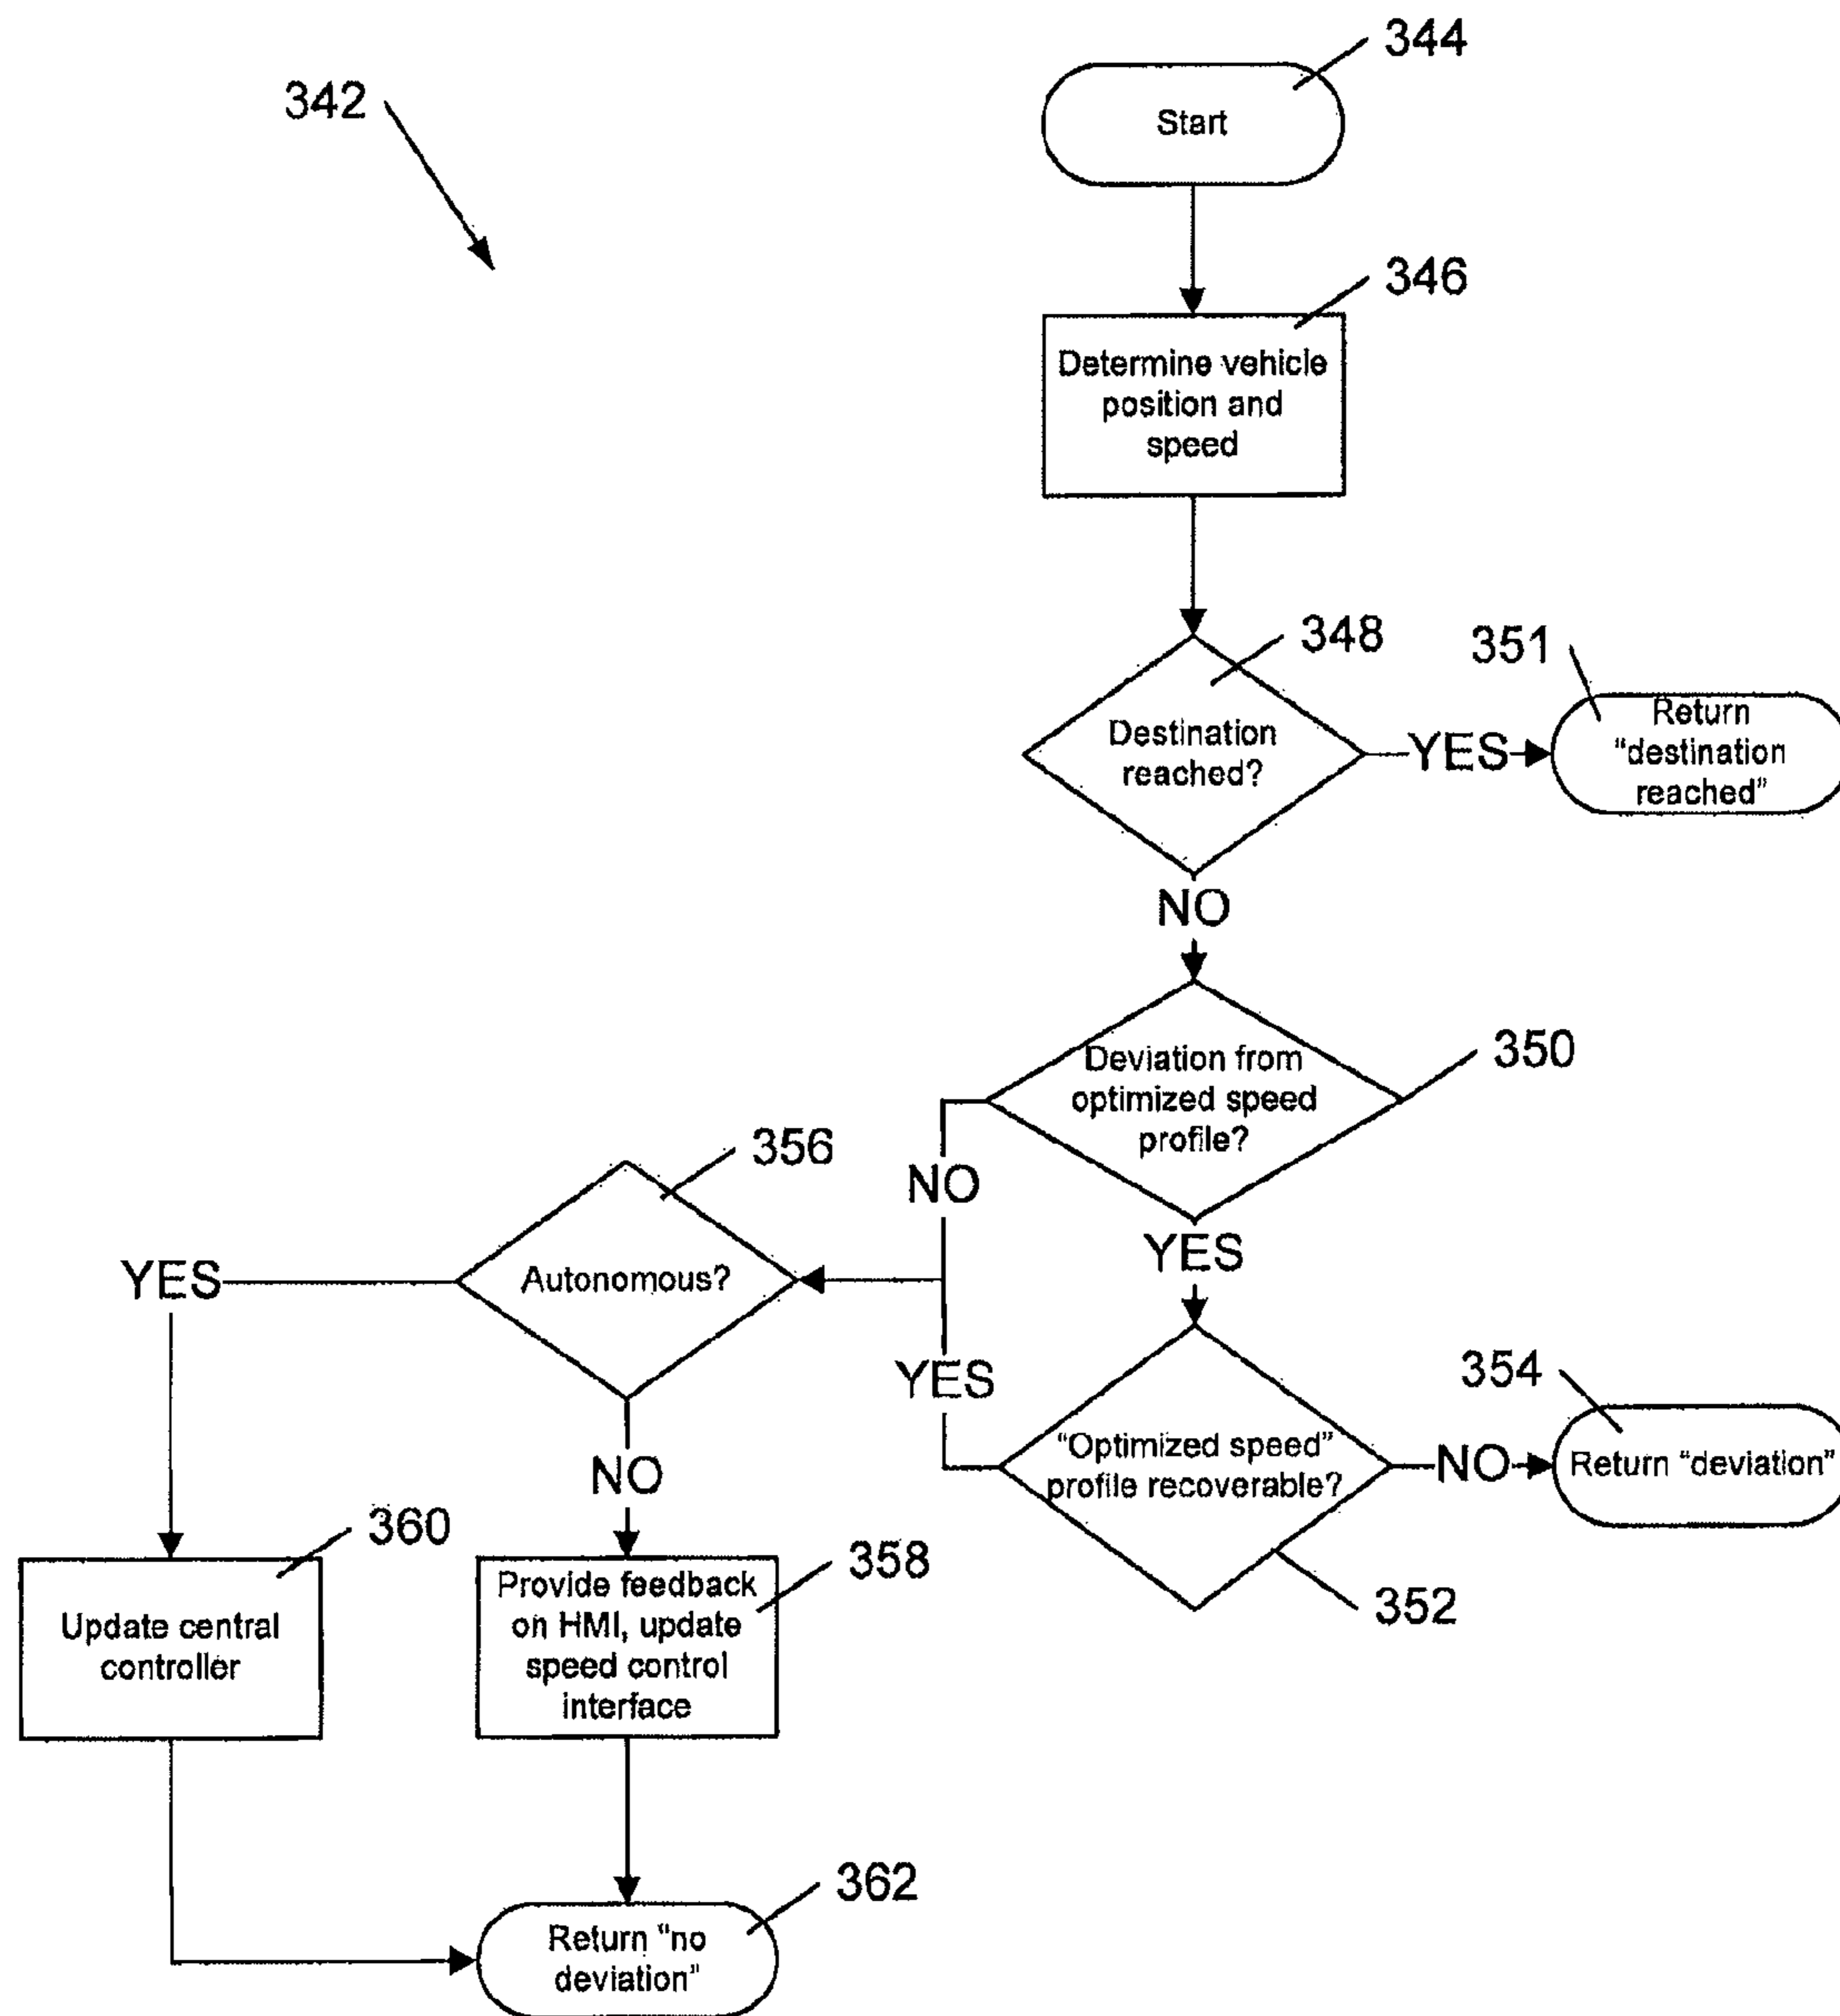 344
342
Start
346
Determine vehicle
position and
speed
348
351
Destination
reached?
YES
Return
“destination
reached”
NO
350
Deviation from
optimized speed
profile?
356
NO
YES
YES
Autonomous?
354
YES
“Optimized speed”
profile recoverable?
NO
Return “deviation”
NO
360
358
352
Update central
controller
Provide feedback
on HMI, update
speed control
interface
362
Return “no
deviation”